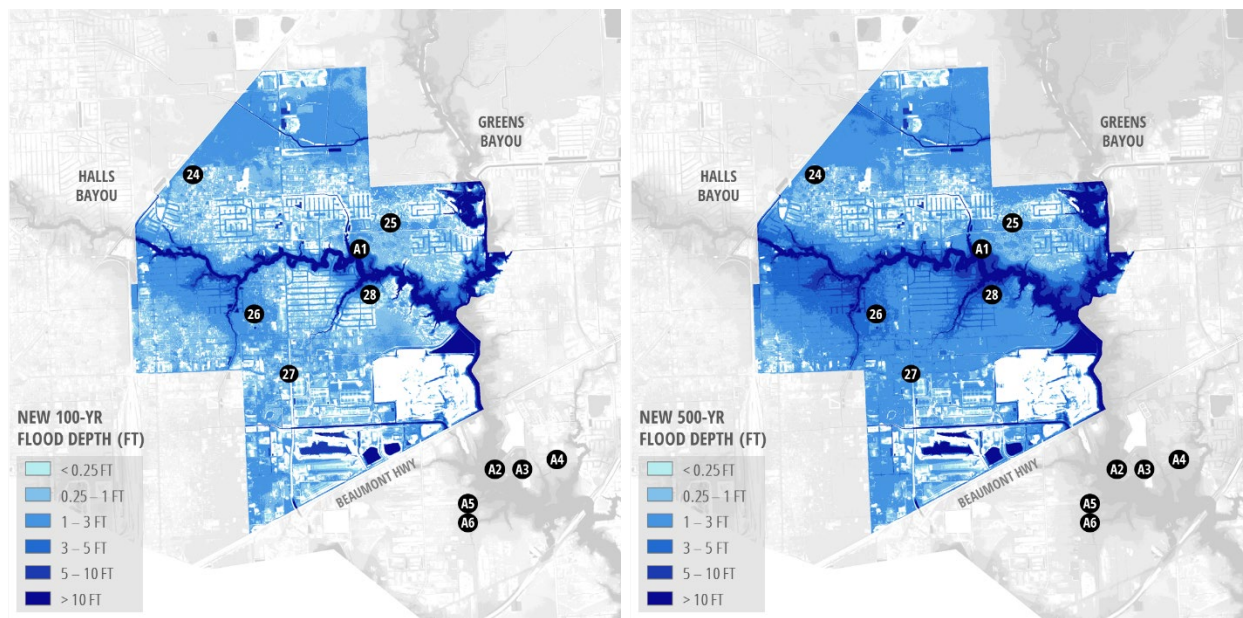 HALLS
BAYOU
GREENS
BAYOU
24
25
A1
28
26
27
A4
A2
A3
A5
A6
BEAUMONT HWY
NEW 100-YR
FLOOD DEPTH (FT)
< 0.25 FT
0.25 – 1 FT
1 – 3 FT
3 – 5 FT
5 – 10 FT
> 10 FT
HALLS
BAYOU
GREENS
BAYOU
24
25
A1
28
26
27
A4
A2
A3
A5
A6
BEAUMONT HWY
NEW 500-YR
FLOOD DEPTH (FT)
< 0.25 FT
0.25 – 1 FT
1 – 3 FT
3 – 5 FT
5 – 10 FT
> 10 FT